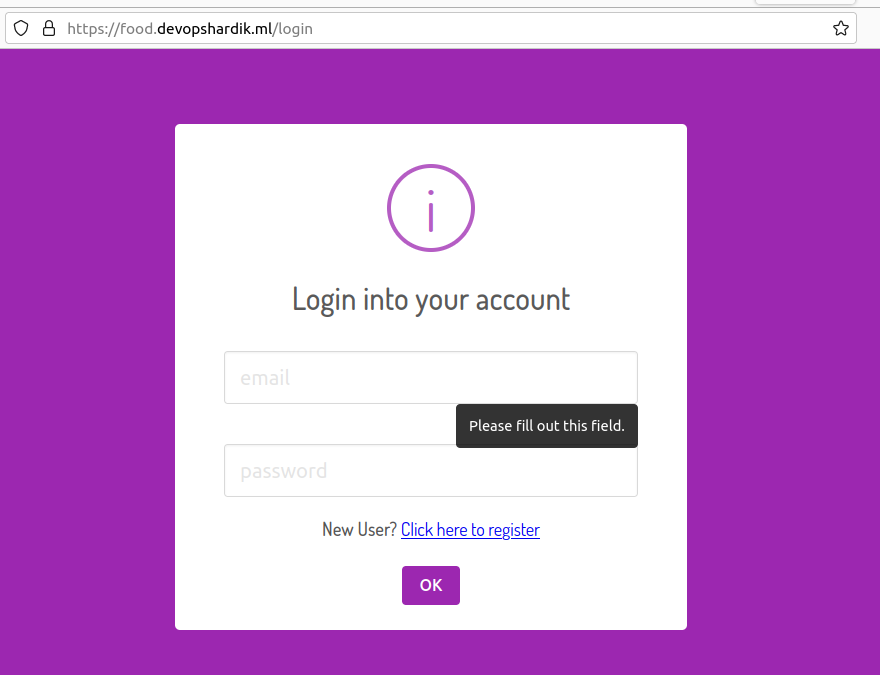 https://food.devopshardik.ml/login
i
Login into your account
email
Please fill out this field.
password
New User? Click here to register
OK